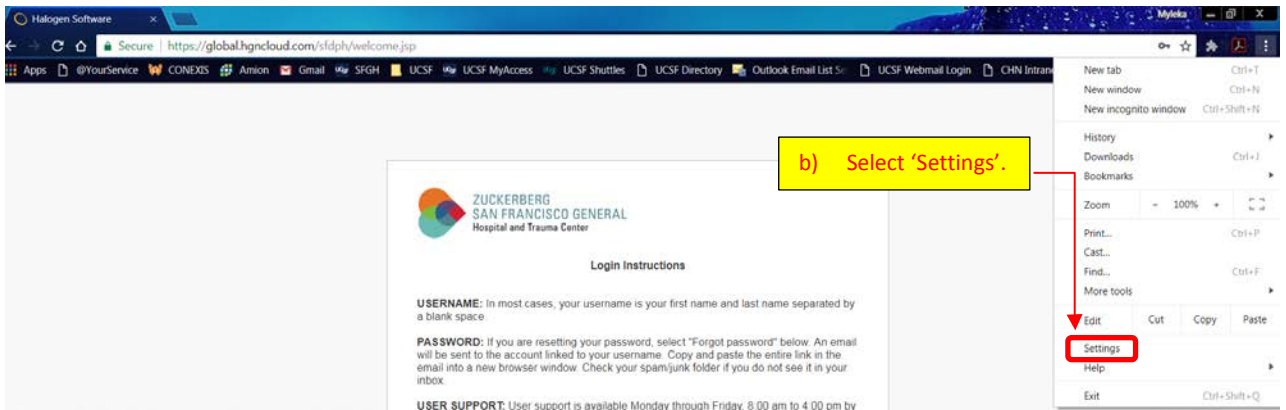 Halogen Software
Myleka
Secure | https://global.hgncloud.com/sfdph/welcome.jsp
Apps @YourService CONEXIS Amion Gmail SFGH UCSF UCSF MyAccess UCSF Shuttles UCSF Directory Outlook Email List Se UCSF Webmail Login CHN Intran
New tab Ctrl+T
New window Ctrl+N
New incognito window Ctrl+Shift+N
History
Downloads Ctrl+J
Bookmarks
Zoom - 100% +
Print... Ctrl+P
Cast...
Find... Ctrl+F
More tools
Edit Cut Copy Paste
Settings
Help
Exit Ctrl+Shift+Q
b) Select 'Settings'.
ZUCKERBERG
SAN FRANCISCO GENERAL
Hospital and Trauma Center
Login Instructions
USERNAME: In most cases, your username is your first name and last name separated by
a blank space.
PASSWORD: If you are resetting your password, select "Forgot password" below. An email
will be sent to the account linked to your username. Copy and paste the entire link in the
email into a new browser window. Check your spam/junk folder if you do not see it in your
inbox.
USER SUPPORT: User support is available Monday through Friday, 8:00 am to 4:00 pm by